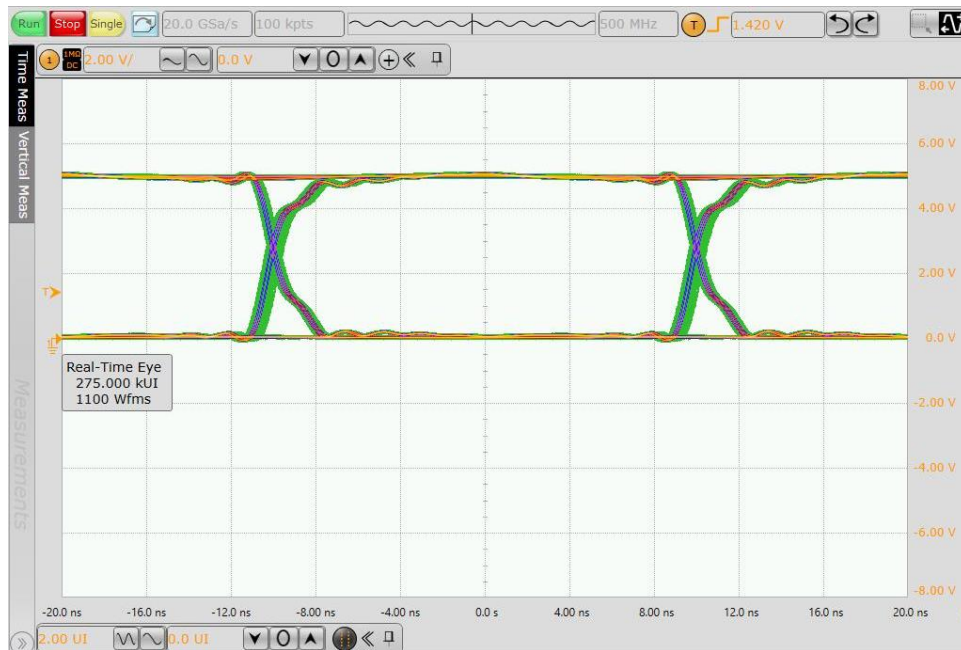 Run Stop Single 20.0 GSa/s 100 kpts 500 MHz T 1.420 V
1 1MΩ DC 2.00 V/ 0.0 V
Time Meas
Vertical Meas
Measurements
8.00 V
6.00 V
4.00 V
2.00 V
T
0.0 V
Real-Time Eye
275.000 kUI
1100 Wfms
-2.00 V
-4.00 V
-6.00 V
-8.00 V
-20.0 ns -16.0 ns -12.0 ns -8.00 ns -4.00 ns 0.0 s 4.00 ns 8.00 ns 12.0 ns 16.0 ns 20.0 ns
2.00 UI 0.0 UI